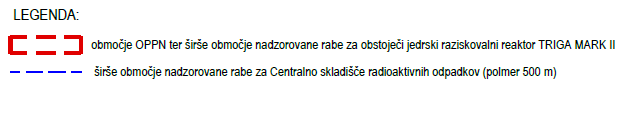 LEGENDA:
območje OPPN ter širše območje nadzorovane rabe za obstoječi jedrski raziskovalni reaktor TRIGA MARK II
širše območje nadzorovane rabe za Centralno skladišče radioaktivnih odpadkov (polmer 500 m)